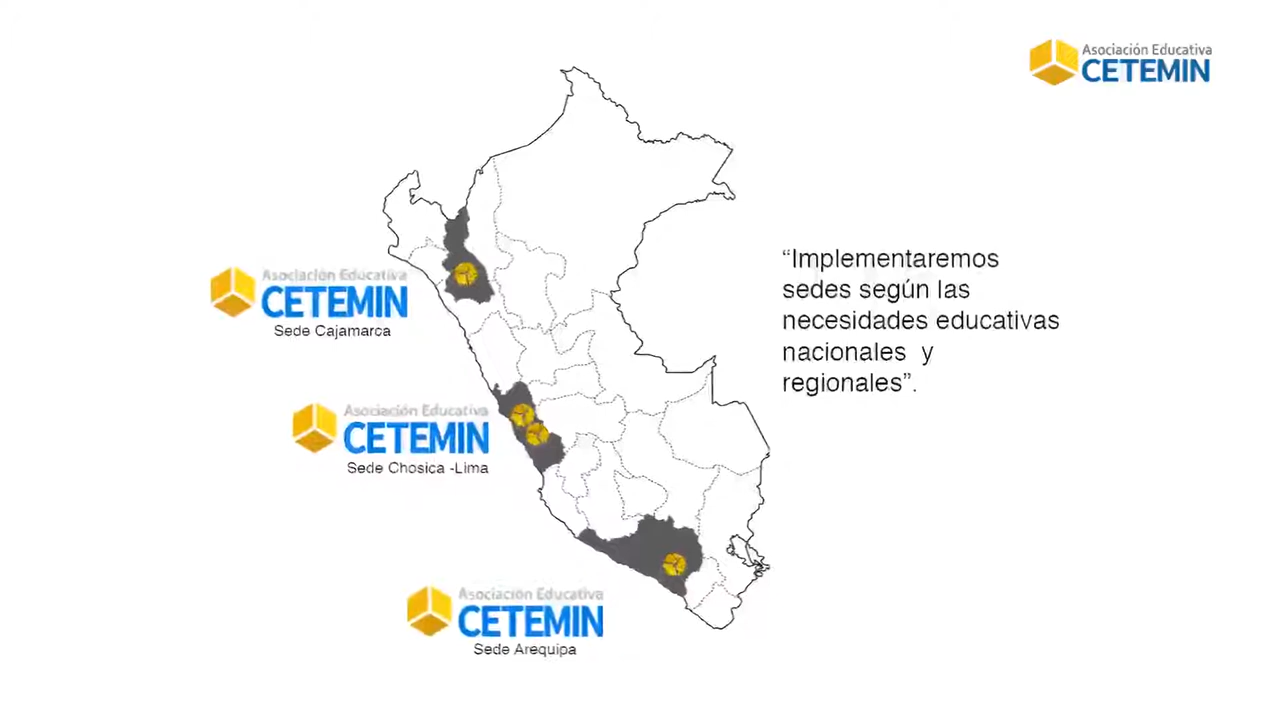 Asociación Educativa
CETEMIN
Asociación Educativa
CETEMIN
Sede Cajamarca
Asociación Educativa
CETEMIN
Sede Chosica -Lima
Asociación Educativa
CETEMIN
Sede Arequipa
“Implementaremos
sedes según las
necesidades educativas
nacionales y
regionales”.